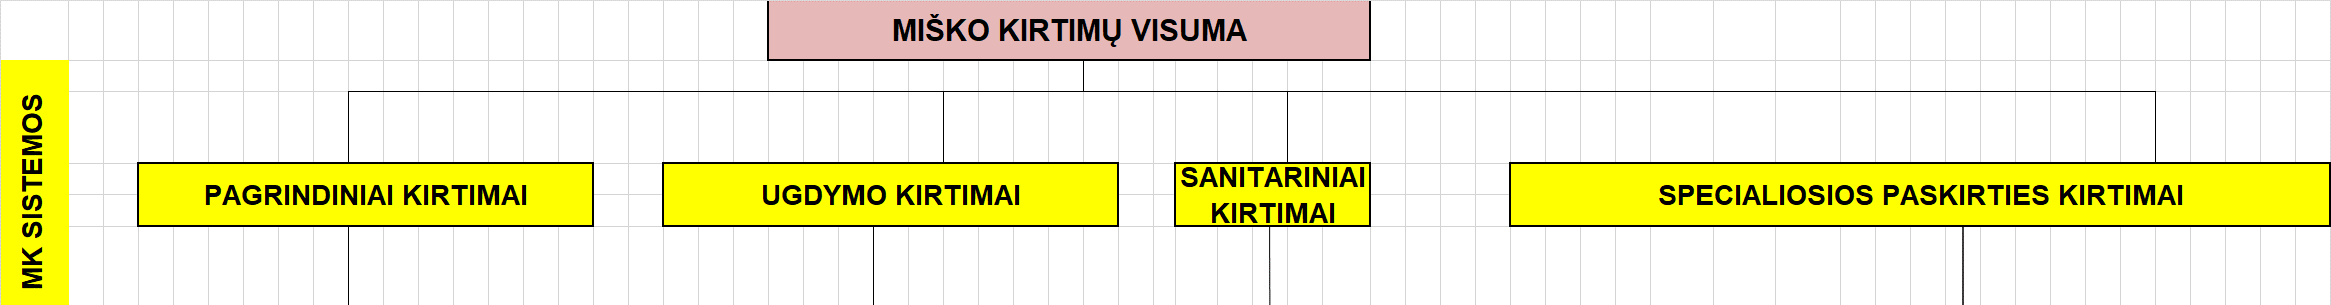 MIŠKO KIRTIMŲ VISUMA
MK SISTEMOS
PAGRINDINIAI KIRTIMAI
UGDYMO KIRTIMAI
SANITARINIAI
KIRTIMAI
SPECIALIOSIOS PASKIRTIES KIRTIMAI